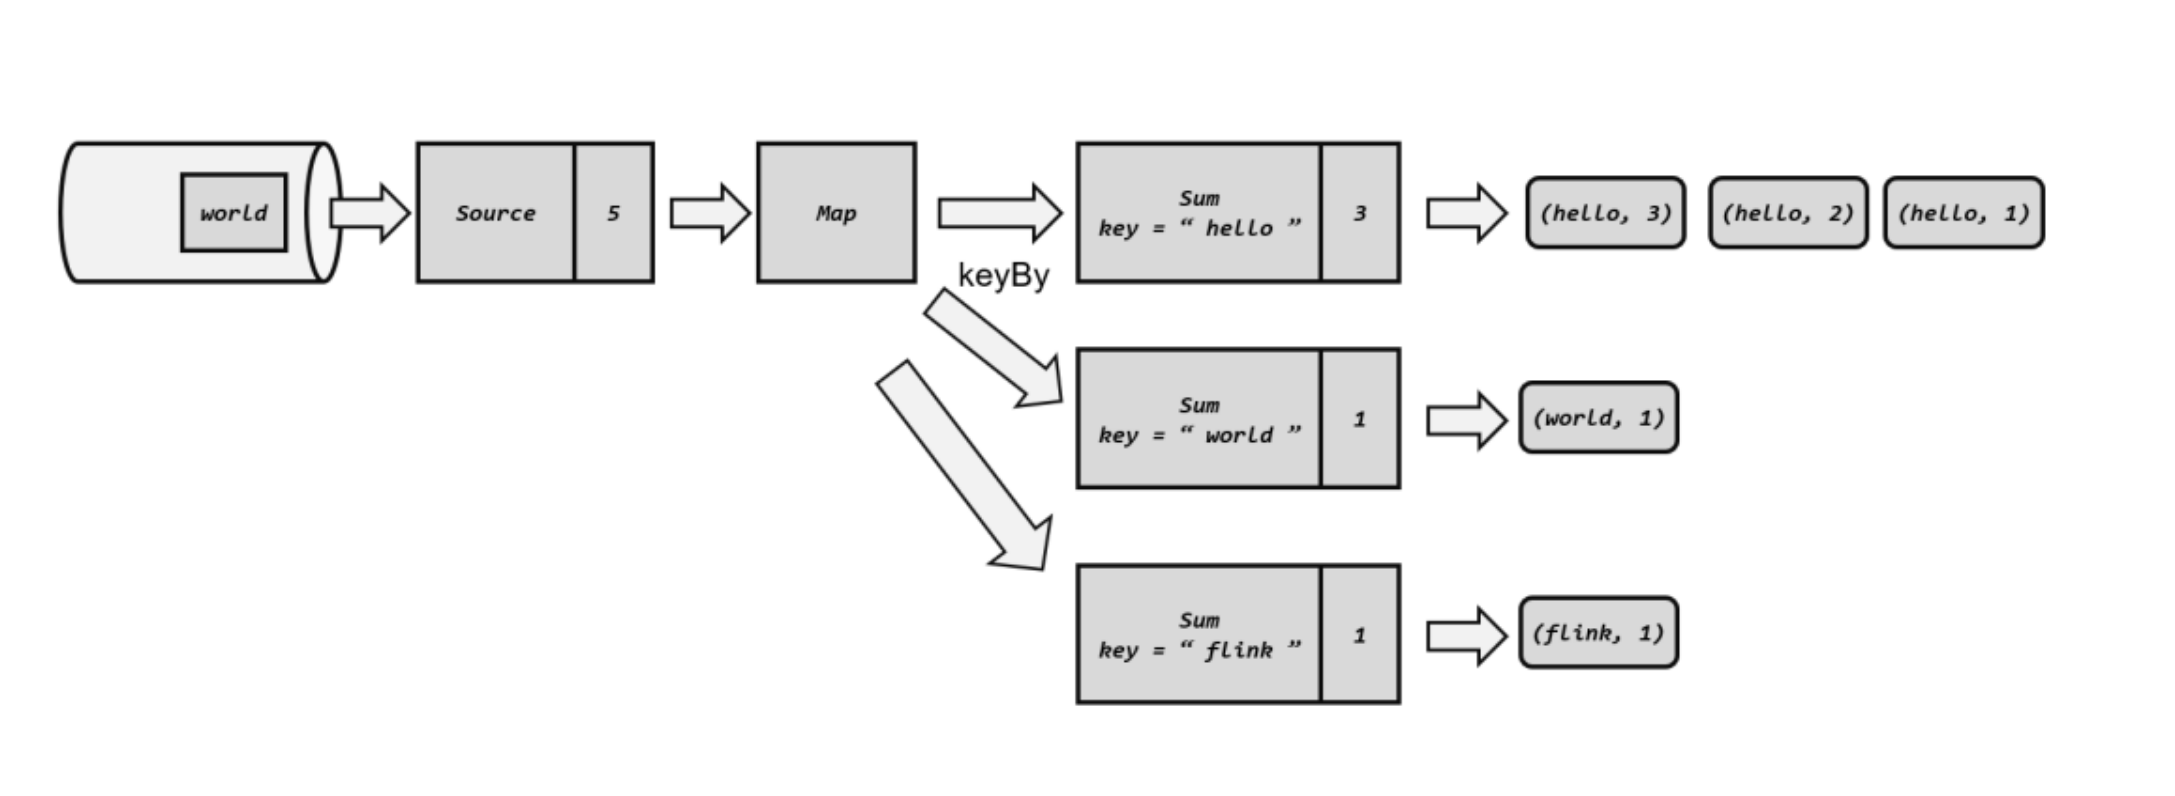 world
Source
5
Map
keyBy
Sum
key = “ hello ”
3
(hello, 3)
(hello, 2)
(hello, 1)
Sum
key = “ world ”
1
(world, 1)
Sum
key = “ flink ”
1
(flink, 1)